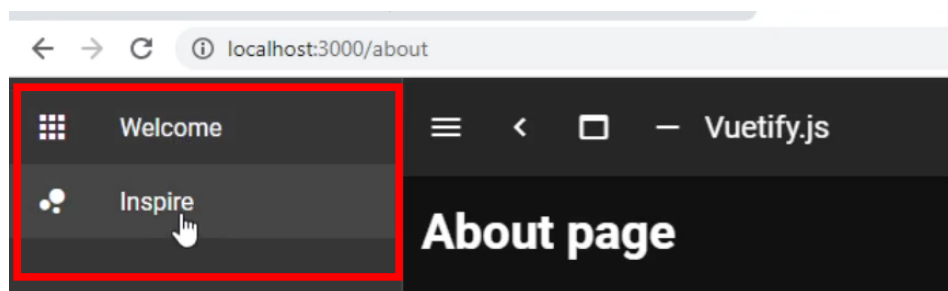 localhost:3000/about
Welcome
Vuetify.js
Inspire
About page